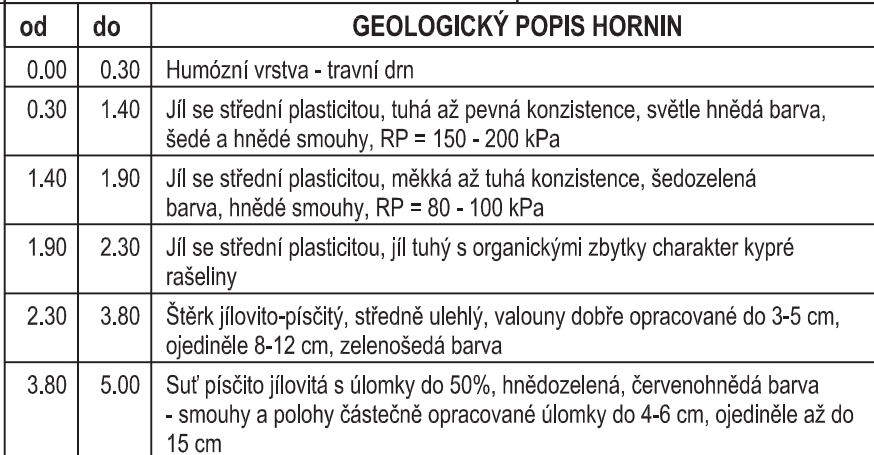 od do GEOLOGICKÝ POPIS HORNIN
0.00 0.30 Humózní vrstva - travní drn
0.30 1.40 Jíl se střední plasticitou, tuhá až pevná konzistence, světle hnědá barva,
šedé a hnědé smouhy, RP = 150 - 200 kPa
1.40 1.90 Jíl se střední plasticitou, měkká až tuhá konzistence, šedozelená
barva, hnědé smouhy, RP = 80 - 100 kPa
1.90 2.30 Jíl se střední plasticitou, jíl tuhý s organickými zbytky charakter kypré
rašeliny
2.30 3.80 Štěrk jílovito-písčitý, středně ulehlý, valouny dobře opracované do 3-5 cm,
ojediněle 8-12 cm, zelenošedá barva
3.80 5.00 Suť písčito jílovitá s úlomky do 50%, hnědozelená, červenohnědá barva
- smouhy a polohy částečně opracované úlomky do 4-6 cm, ojediněle až do
15 cm